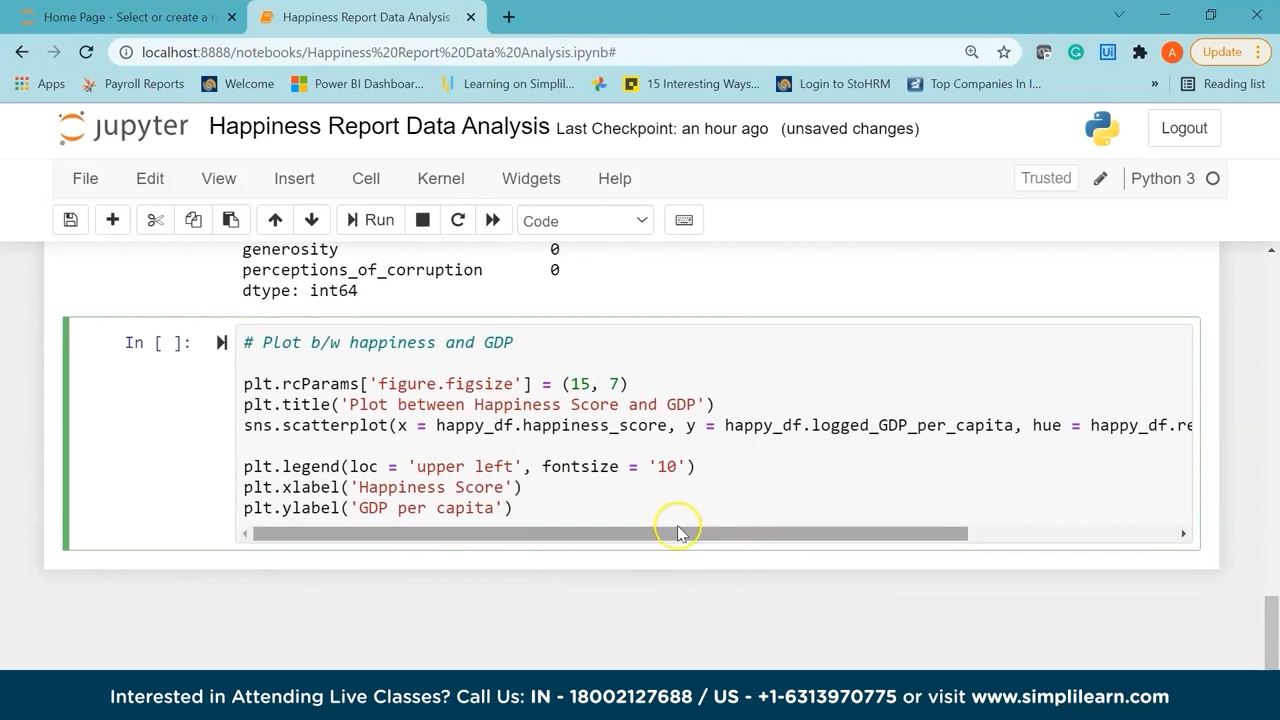 Home Page - Select or create a n
Happiness Report Data Analysis -
localhost:8888/notebooks/Happiness%20Report%20Data%20Analysis.ipynb#
A
Update
Apps
Payroll Reports
Welcome
Power BI Dashboar...
Learning on Simplil...
15 Interesting Ways...
Login to StoHRM
Top Companies In I...
»
Reading list
jupyter
Happiness Report Data Analysis Last Checkpoint: an hour ago (unsaved changes)
Logout
File
Edit
View
Insert
Cell
Kernel
Widgets
Help
Trusted
Python 3
Run
Code
generosity 0
perceptions_of_corruption 0
dtype: int64
In [ ]:
# Plot b/w happiness and GDP
plt.rcParams['figure.figsize'] = (15, 7)
plt.title('Plot between Happiness Score and GDP')
sns.scatterplot(x = happy_df.happiness_score, y = happy_df.logged_GDP_per_capita, hue = happy_df.re
plt.legend(loc = 'upper left', fontsize = '10')
plt.xlabel('Happiness Score')
plt.ylabel('GDP per capita')
Interested in Attending Live Classes? Call Us: IN - 18002127688 / US - +1-6313970775 or visit www.simplilearn.com